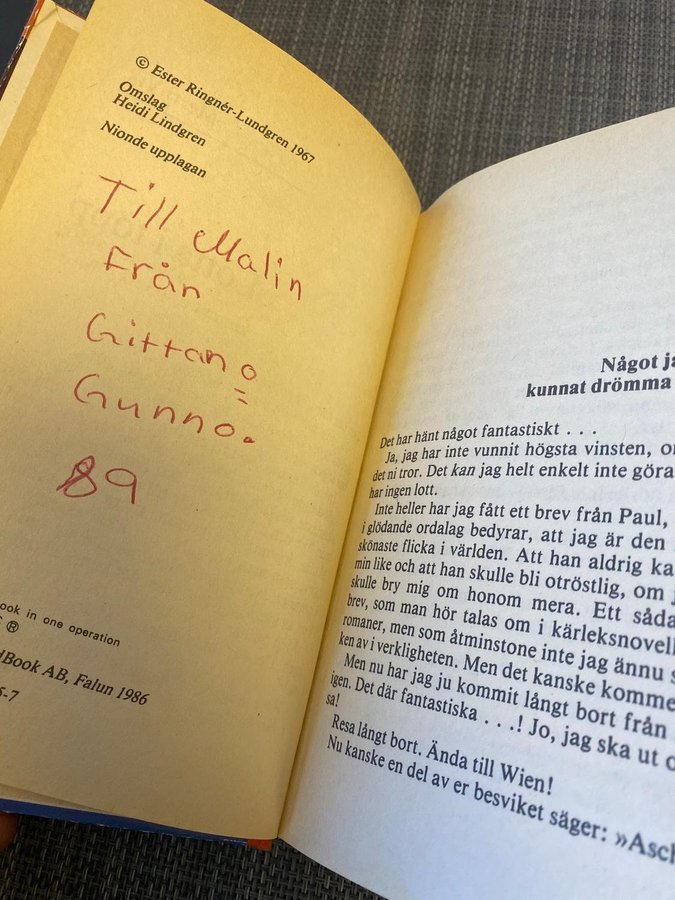 © Ester Ringnér-Lundgren 1967
Omslag
Heidi Lindgren
Nionde upplagan
Till Malin
Från
Gittan o
Gunno.
89
ook in one operation
®
dBook AB, Falun 1986
-7
Något ja
kunnat drömma
Det har hänt något fantastiskt . . .
Ja, jag har inte vunnit högsta vinsten, o
det ni tror. Det kan jag helt enkelt inte göra
har ingen lott.
Inte heller har jag fått ett brev från Paul,
i glödande ordalag bedyrar, att jag är den
skönaste flicka i världen. Att han aldrig ka
min like och att han skulle bli otröstlig, om j
skulle bry mig om honom mera. Ett såda
brev, som man hör talas om i kärleksnovell
romaner, men som åtminstone inte jag ännu s
ken av i verkligheten. Men det kanske komme
Men nu har jag ju kommit långt bort från
igen. Det där fantastiska . . .! Jo, jag ska ut o
sa!
Resa långt bort. Ända till Wien!
Nu kanske en del av er besviket säger: »Asch